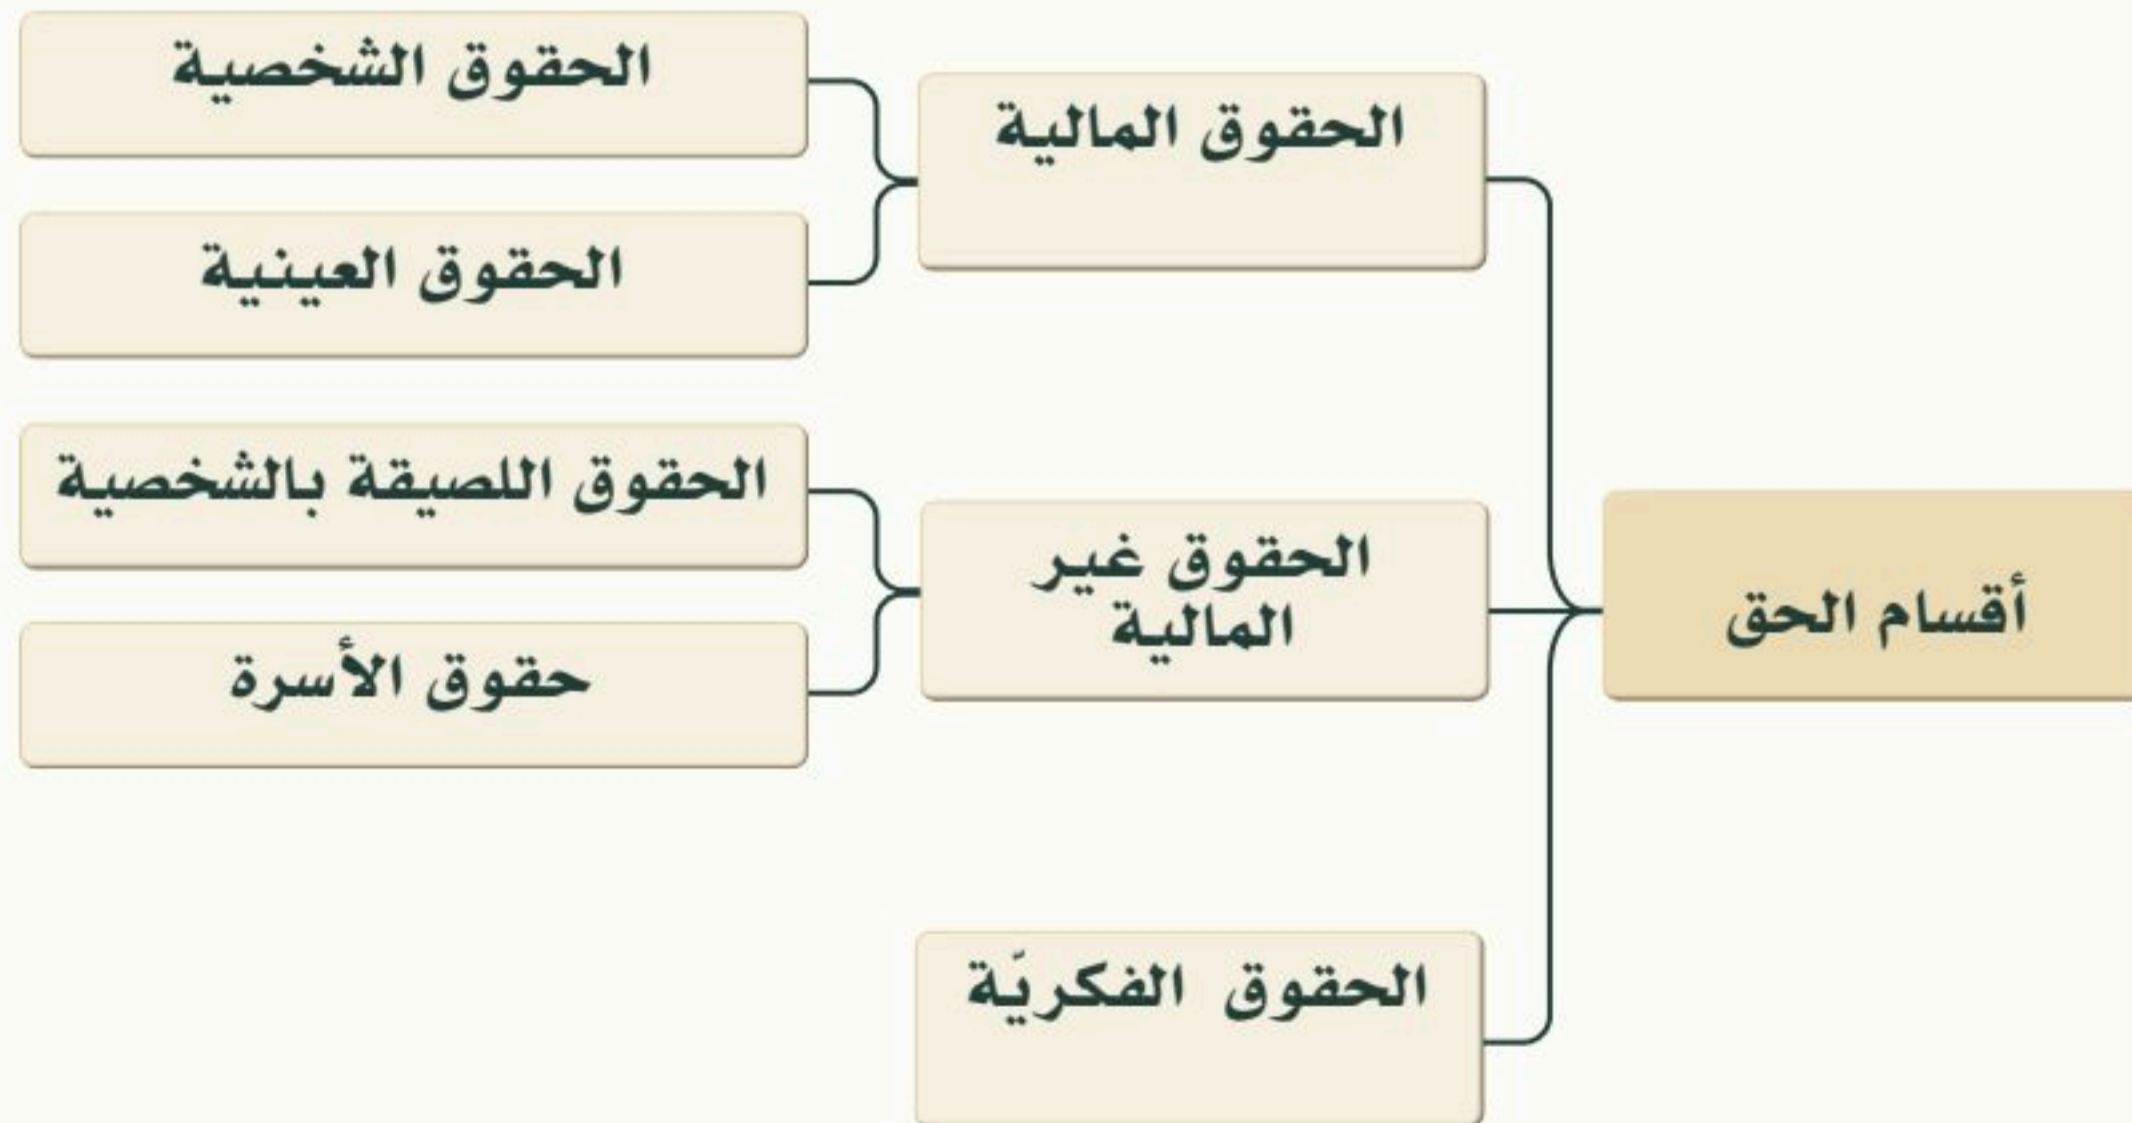 أقسام الحق
الحقوق المالية
الحقوق الشخصية
الحقوق العينية
الحقوق غير
المالية
الحقوق اللصيقة بالشخصية
حقوق الأسرة
الحقوق الفكريّة